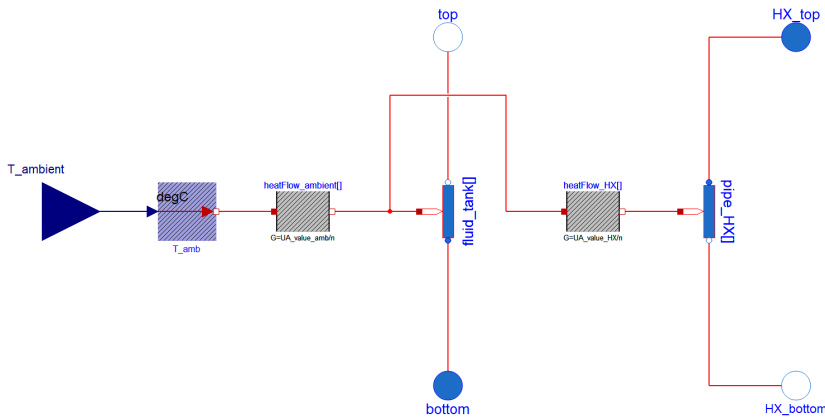 top
HX_top
T_ambient
degC
T_amb
heatFlow_ambient[]
G=UA_value_amb/n
fluid_tank[]
heatFlow_HX[]
G=UA_value_HX/n
pipe_HX[]
bottom
HX_bottom